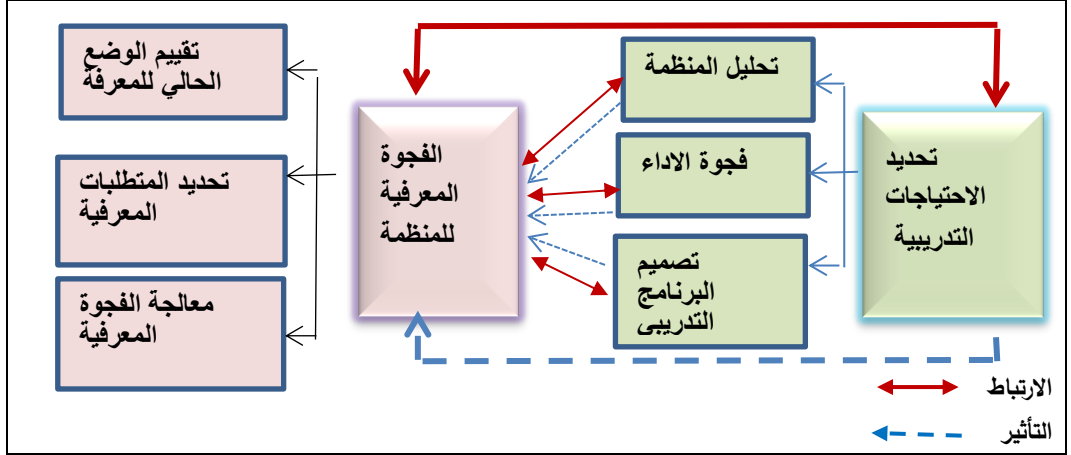 تحديد
الاحتياجات
التدريبية
تحليل المنظمة
فجوة الاداء
تصميم
البرنامج
التدريبى
الفجوة
المعرفية
للمنظمة
تقييم الوضع
الحالي للمعرفة
تحديد المتطلبات
المعرفية
معالجة الفجوة
المعرفية
الارتباط
التأثير